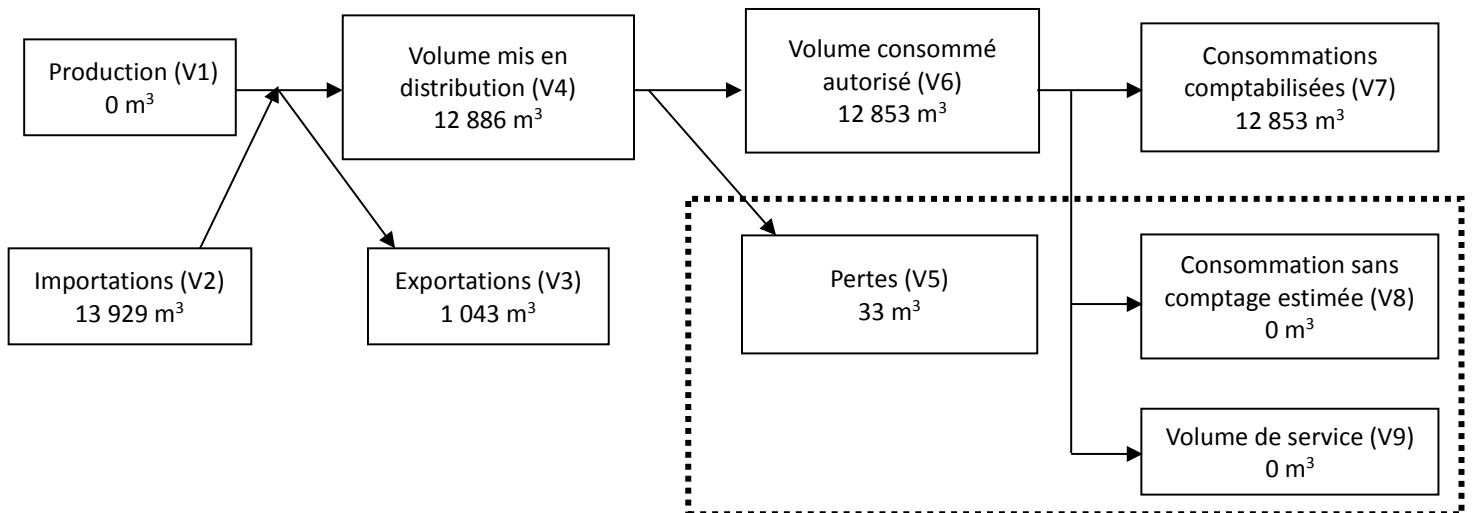 Production (V1)
0 m³
Volume mis en
distribution (V4)
12 886 m³
Volume consommé
autorisé (V6)
12 853 m³
Consommations
comptabilisées (V7)
12 853 m³
Importations (V2)
13 929 m³
Exportations (V3)
1 043 m³
Pertes (V5)
33 m³
Consommation sans
comptage estimée (V8)
0 m³
Volume de service (V9)
0 m³